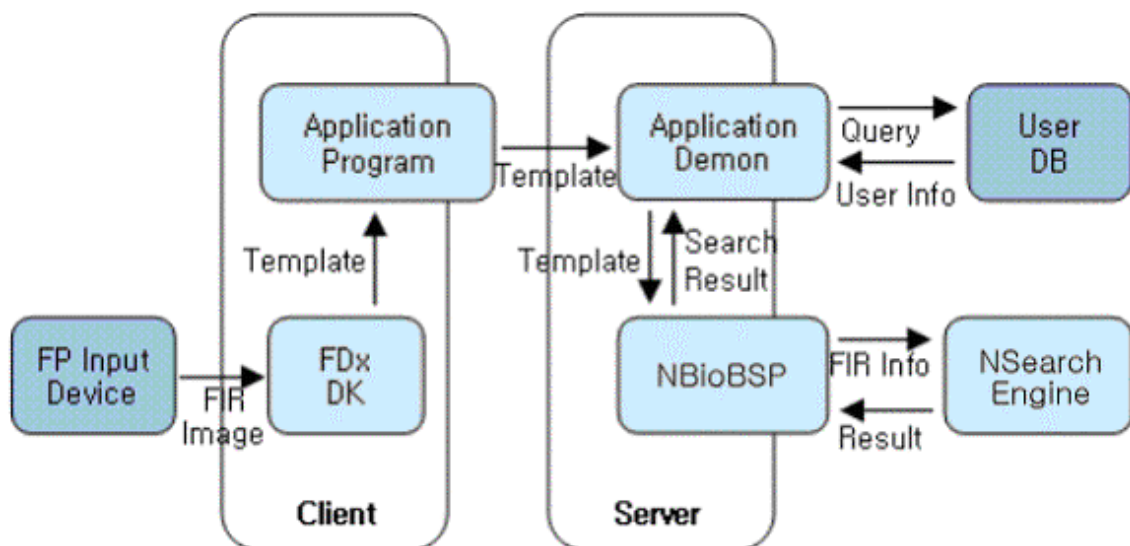 Application
Program
Template
Application
Demon
Query
User Info
User
DB
Template
Template
Search
Result
FP Input
Device
FIR
Image
FDx
DK
NBioBSP
FIR Info
Result
NSearch
Engine
Client
Server